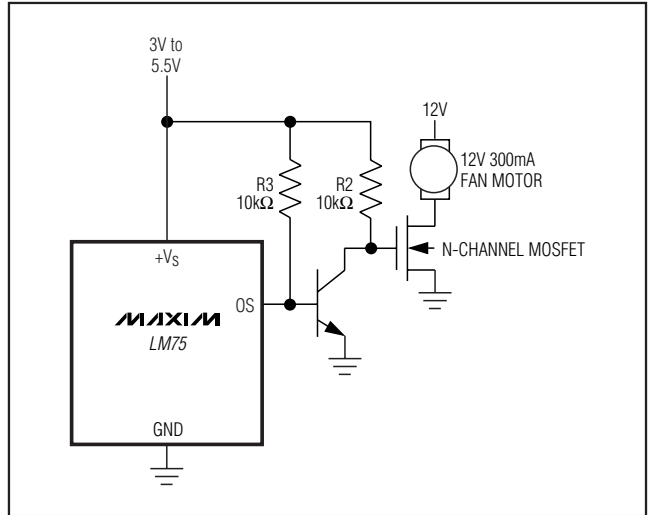 3V to
5.5V
12V
12V 300mA
FAN MOTOR
R3
10kΩ
R2
10kΩ
N-CHANNEL MOSFET
+VS
OS
MAXIM
LM75
GND